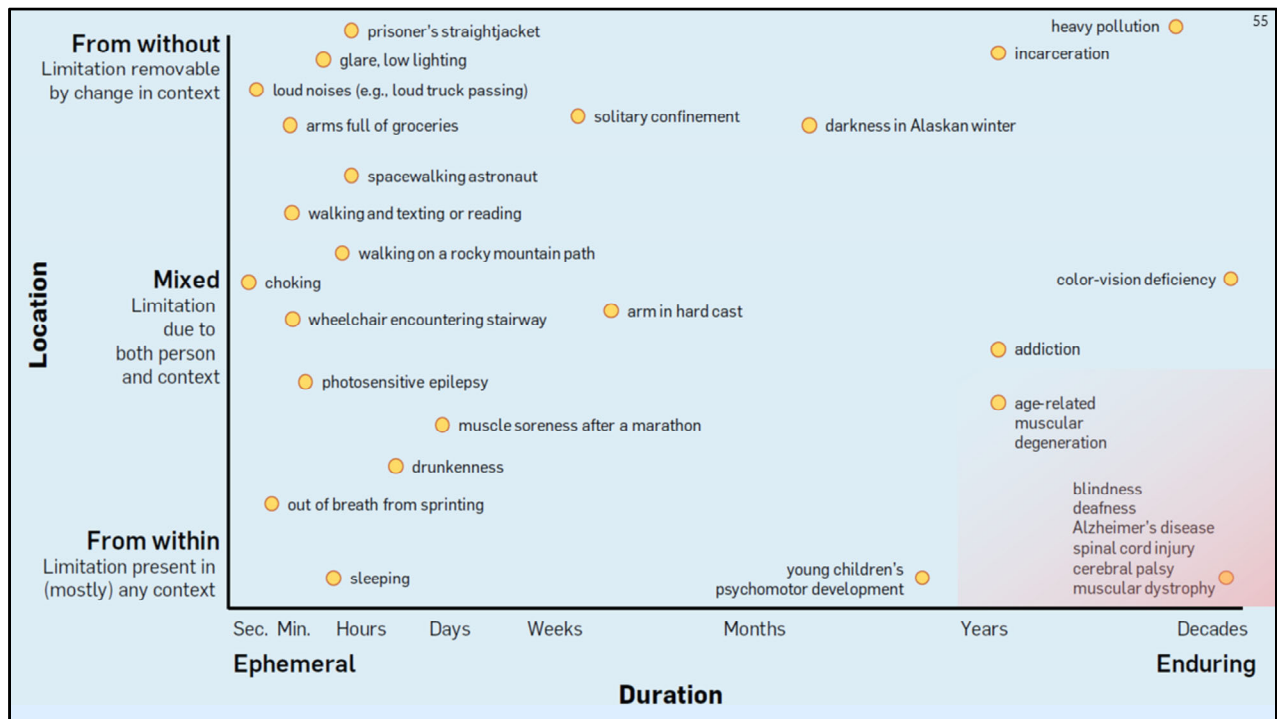 55
From without
Limitation removable
by change in context
prisoner's straightjacket
heavy pollution
glare, low lighting
incarceration
loud noises (e.g., loud truck passing)
solitary confinement
arms full of groceries
darkness in Alaskan winter
spacewalking astronaut
walking and texting or reading
walking on a rocky mountain path
Location
Mixed
Limitation
due to
both person
and context
choking
color-vision deficiency
wheelchair encountering stairway
arm in hard cast
addiction
photosensitive epilepsy
age-related
muscular
degeneration
muscle soreness after a marathon
drunkenness
out of breath from sprinting
blindness
deafness
Alzheimer's disease
spinal cord injury
cerebral palsy
muscular dystrophy
From within
Limitation present in
(mostly) any context
sleeping
young children's
psychomotor development
Sec. Min. Hours Days Weeks Months Years Decades
Ephemeral Enduring
Duration